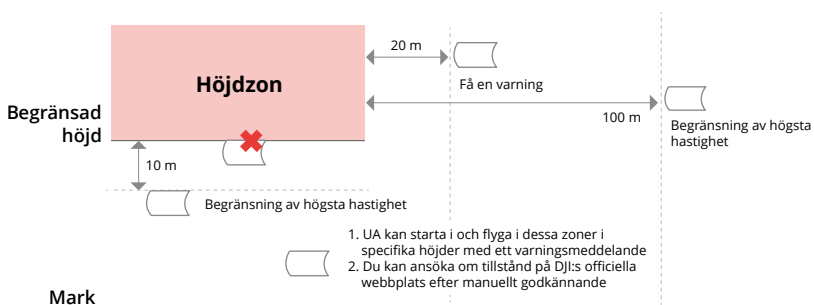 20 m
Höjdzon
Få en varning
100 m
Begränsning av högsta
hastighet
Begränsad
höjd
10 m
Begränsning av högsta hastighet
1. UA kan starta i och flyga i dessa zoner i
specifika höjder med ett varningsmeddelande
2. Du kan ansöka om tillstånd på DJI:s officiella
webbplats efter manuellt godkännande
Mark